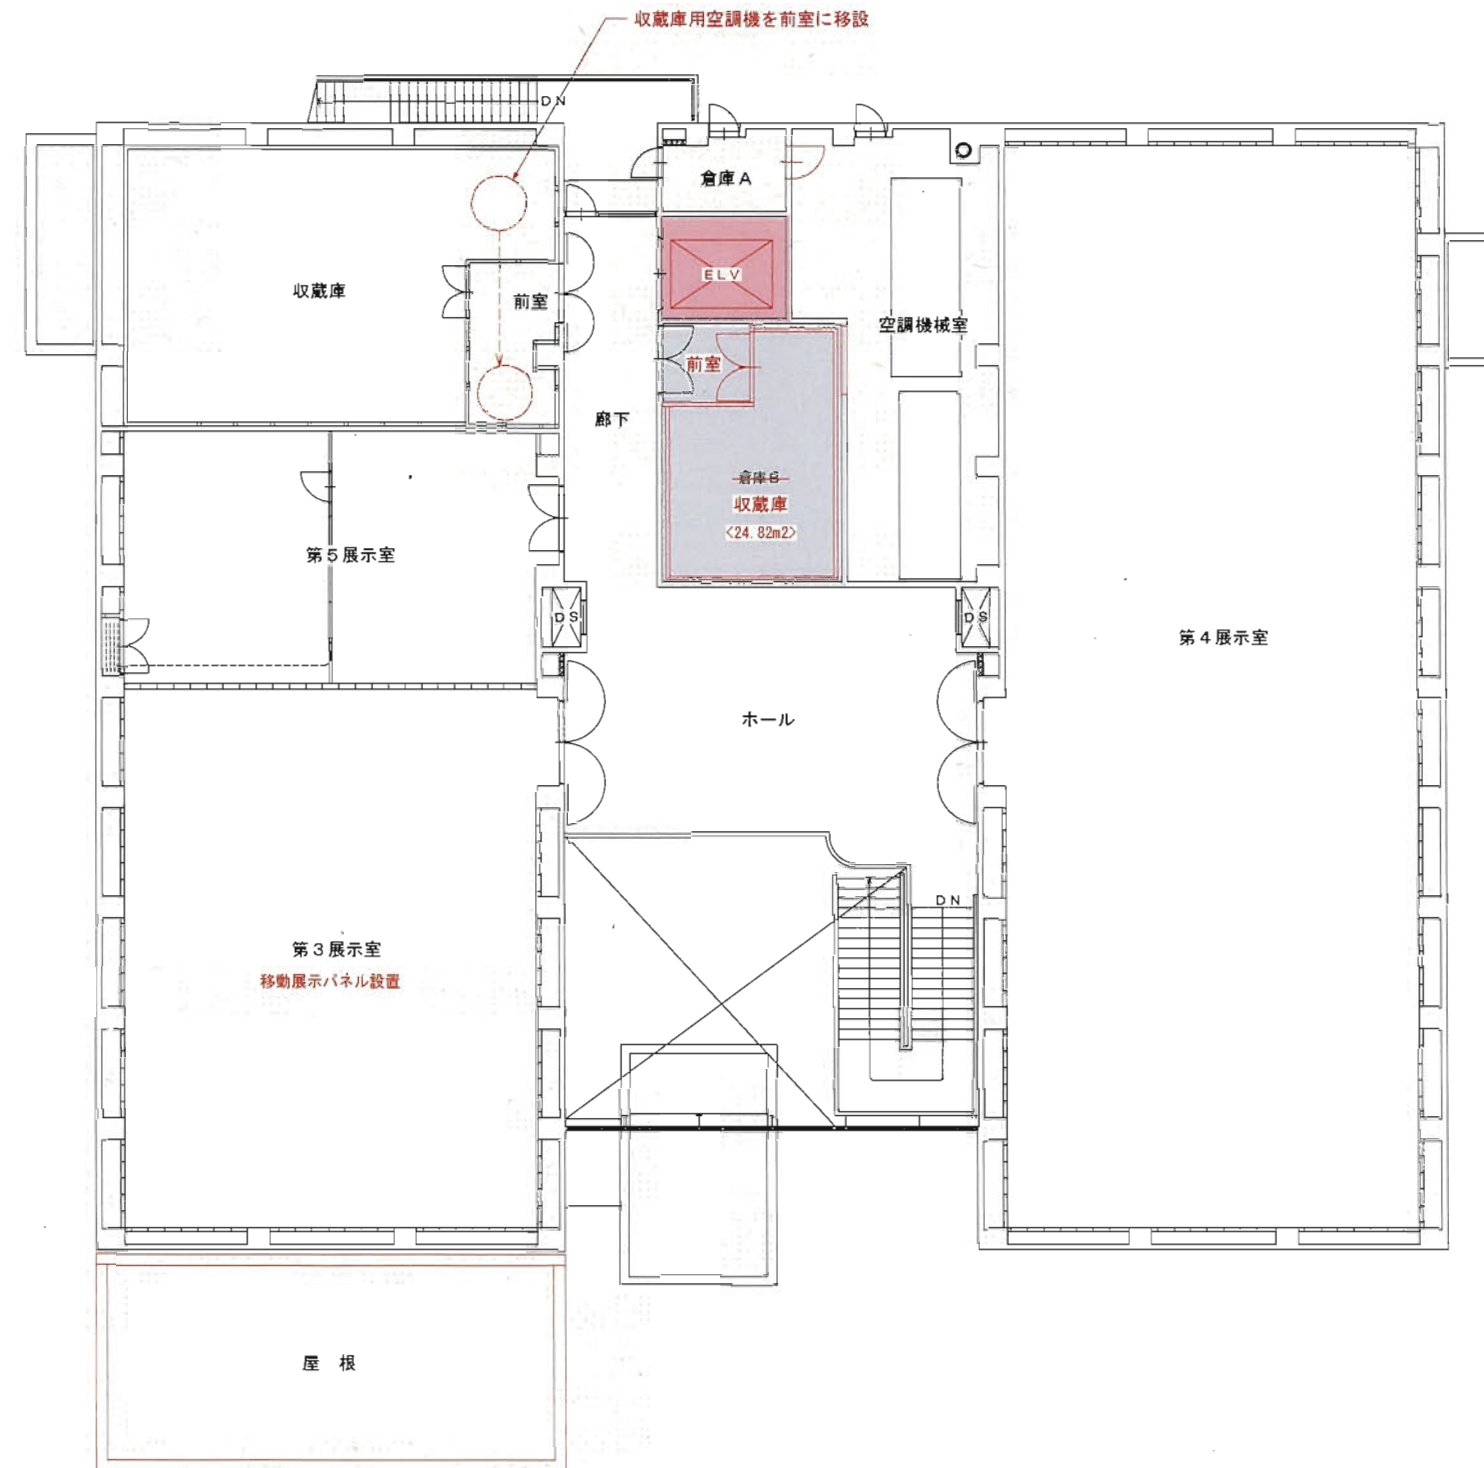 収蔵庫用空調機を前室に移設
DN
倉庫A
ELV
収蔵庫
前室
空調機械室
前室
廊下
倉庫B
収蔵庫
<24.82m2>
第5展示室
DS
DS
第4展示室
ホール
DN
第3展示室
移動展示パネル設置
屋 根